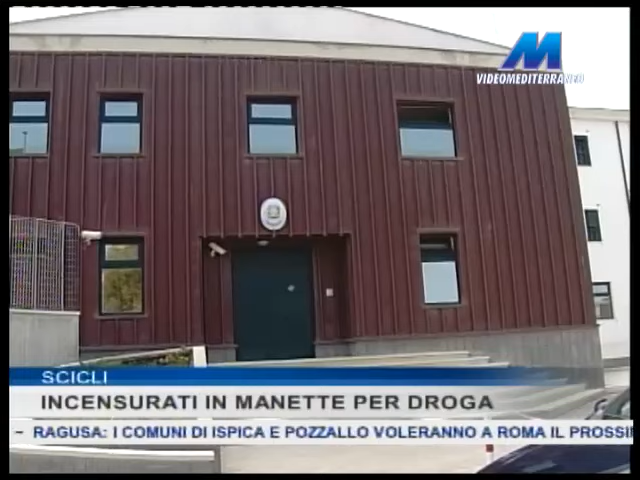 M
VIDEOMEDITERRANEO
SCICLI
INCENSURATI IN MANETTE PER DROGA
– RAGUSA: I COMUNI DI ISPICA E POZZALLO VOLERANNO A ROMA IL PROSSI